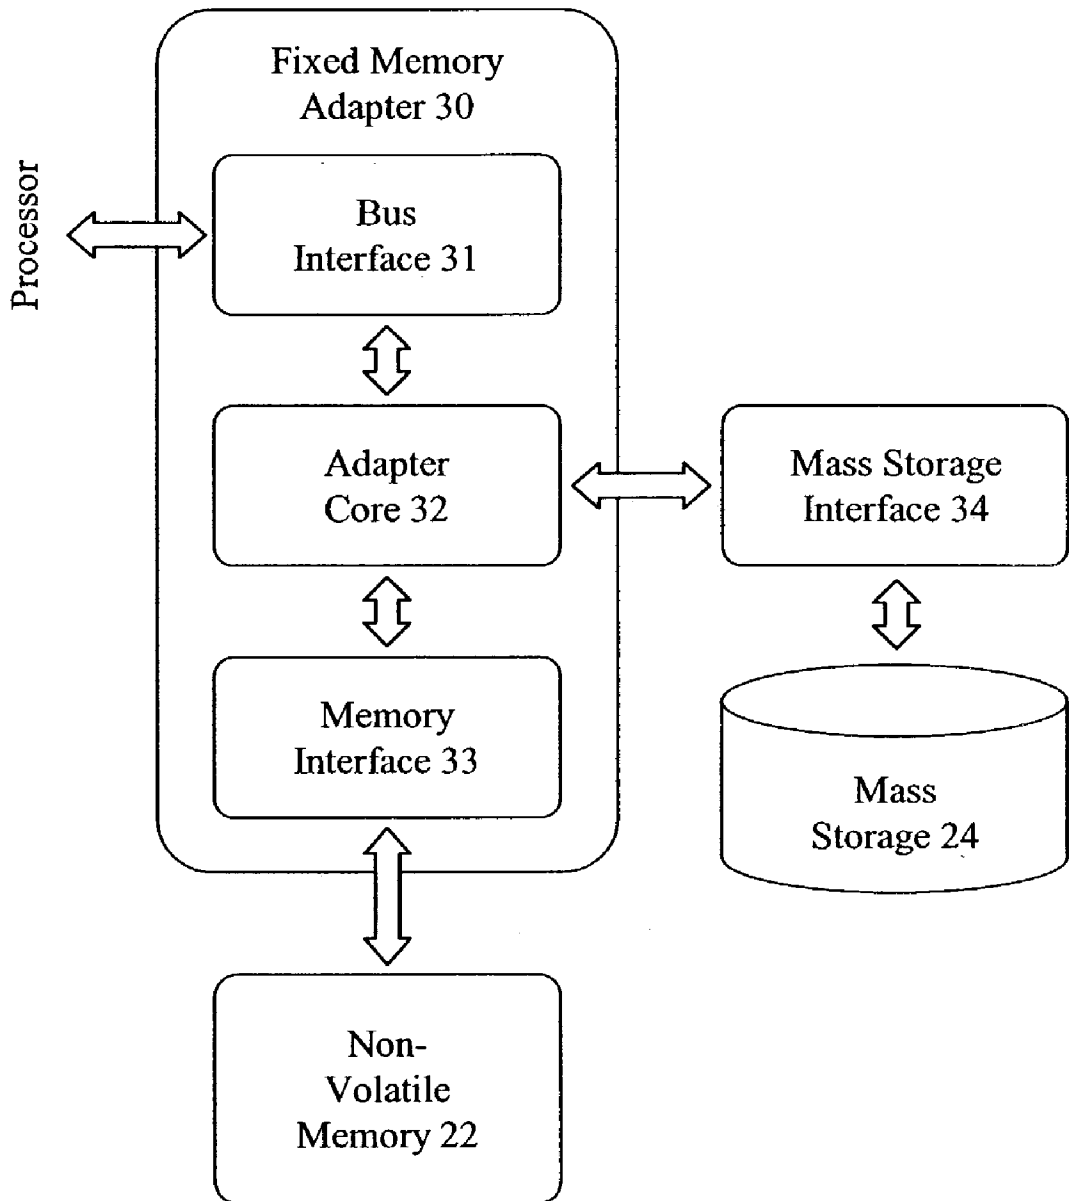 Fixed Memory
Adapter 30
Processor
Bus
Interface 31
Adapter
Core 32
Mass Storage
Interface 34
Memory
Interface 33
Mass
Storage 24
Non-
Volatile
Memory 22